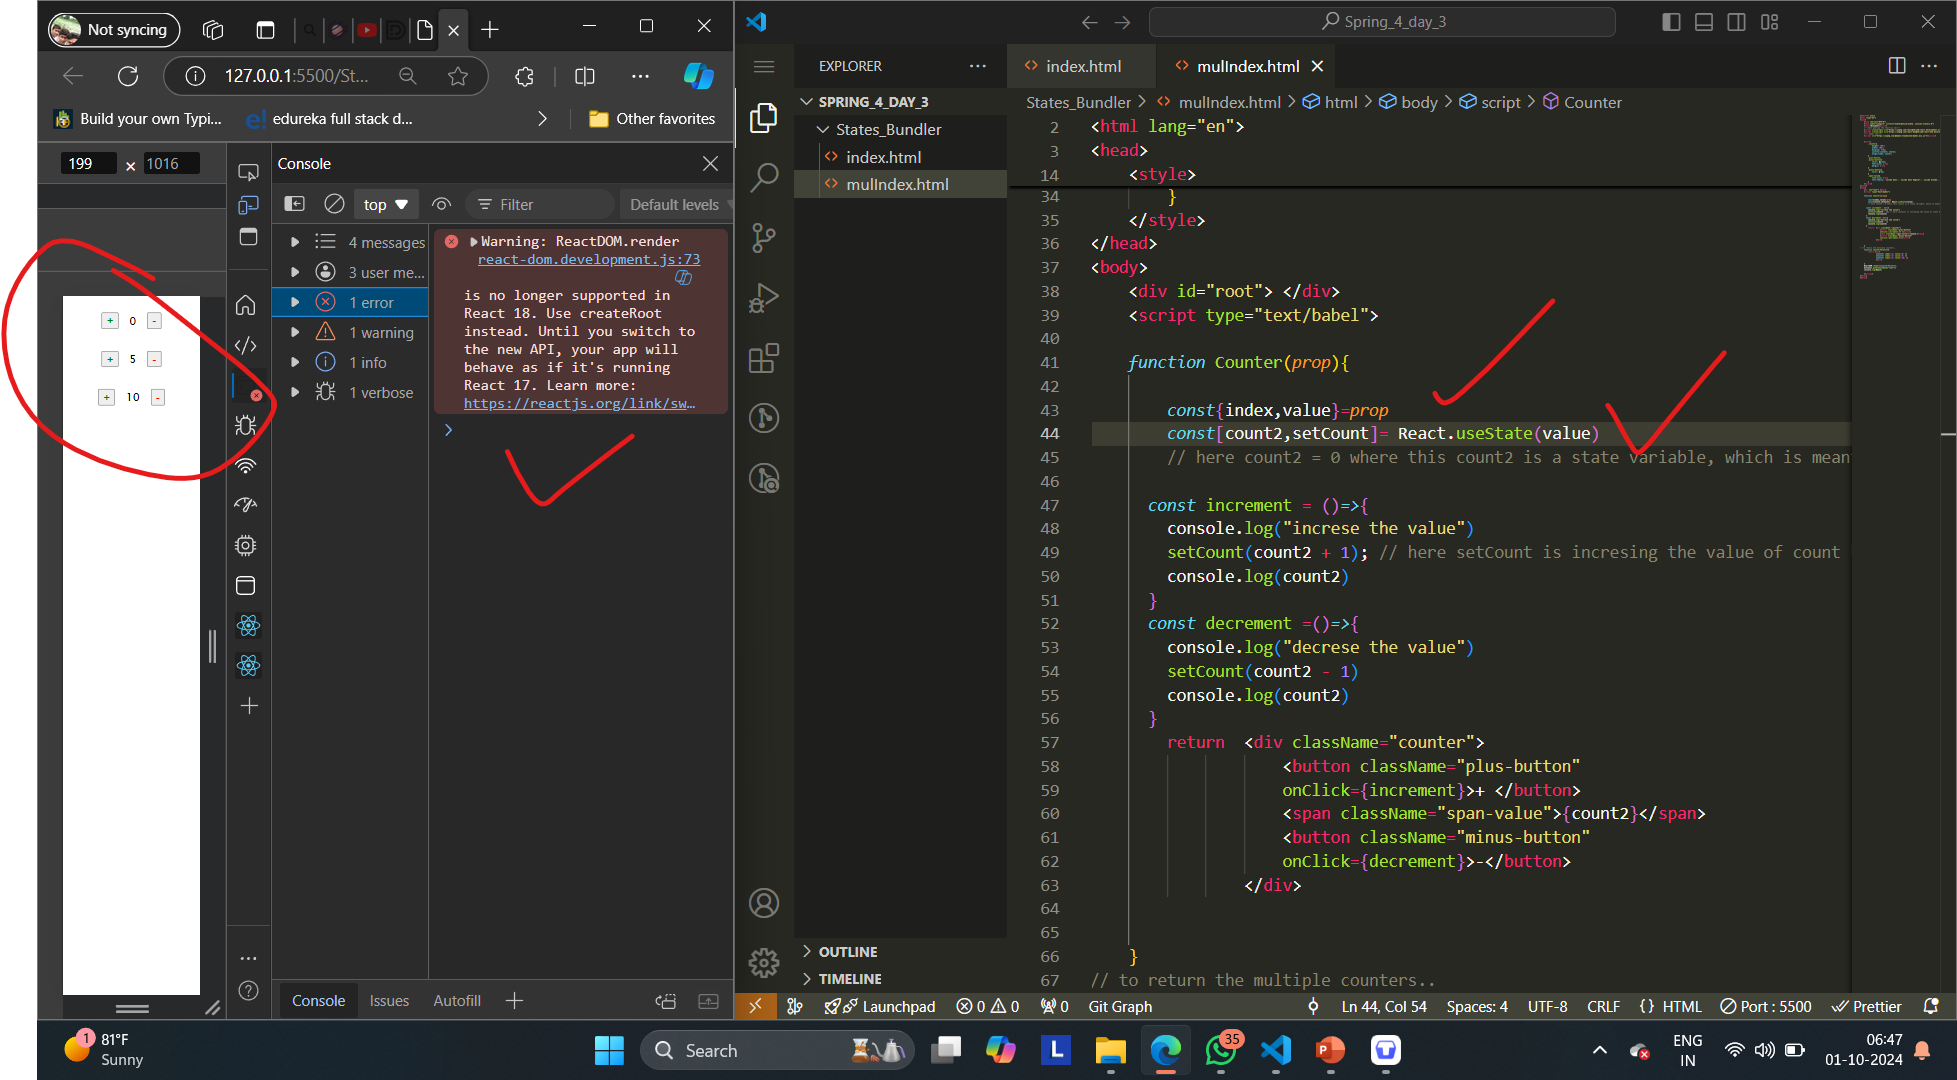 Not syncing
127.0.0.1:5500/St...
Build your own Typi...
edureka full stack d...
Other favorites
199 × 1016
Console
top
Filter
Default levels
4 messages
3 user me...
1 error
1 warning
1 info
1 verbose
Warning: ReactDOM.render
react-dom.development.js:73
is no longer supported in
React 18. Use createRoot
instead. Until you switch to
the new API, your app will
behave as if it's running
React 17. Learn more:
https://reactjs.org/link/sw…
+ 0 -
+ 5 -
+ 10 -
Console Issues Autofill
Spring_4_day_3
EXPLORER
SPRING_4_DAY_3
States_Bundler
index.html
mulIndex.html
OUTLINE
TIMELINE
index.html
mulIndex.html
States_Bundler > mulIndex.html > html > body > script > Counter
2 <html lang="en">
3 <head>
14 <style>
34 }
35 </style>
36 </head>
37 <body>
38 <div id="root"> </div>
39 <script type="text/babel">
40
41 function Counter(prop){
42
43 const{index,value}=prop
44 const[count2,setCount]= React.useState(value)
45 // here count2 = 0 where this count2 is a state variable, which is mean
46
47 const increment = ()=>{
48 console.log("increse the value")
49 setCount(count2 + 1); // here setCount is incresing the value of count
50 console.log(count2)
51 }
52 const decrement =()=>{
53 console.log("decrese the value")
54 setCount(count2 - 1)
55 console.log(count2)
56 }
57 return <div className="counter">
58 <button className="plus-button"
59 onClick={increment}>+ </button>
60 <span className="span-value">{count2}</span>
61 <button className="minus-button"
62 onClick={decrement}>-</button>
63 </div>
64
65
66 }
67 // to return the multiple counters..
Launchpad 0 0 0 Git Graph Ln 44, Col 54 Spaces: 4 UTF-8 CRLF {} HTML Port : 5500 Prettier
1
81°F
Sunny
Search
L
35
P
ENG
IN
06:47
01-10-2024